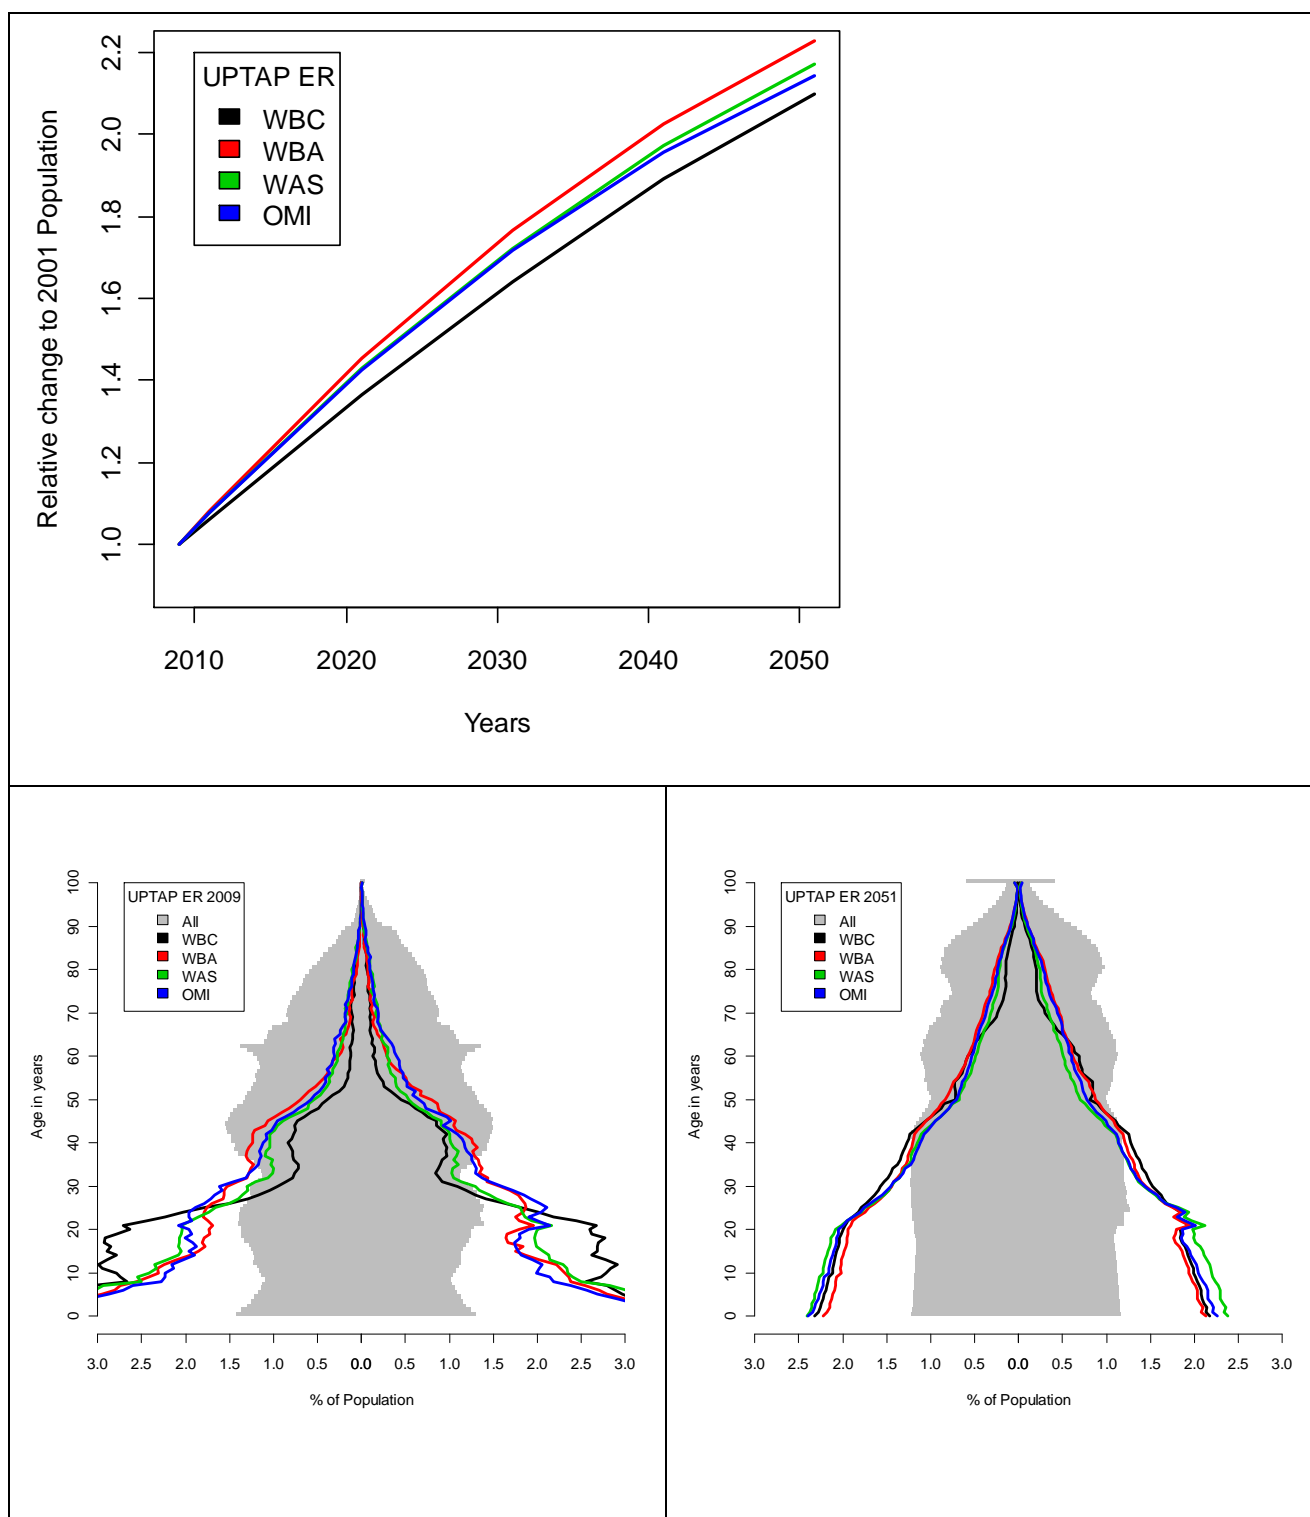 Relative change to 2001 Population
2.2
2.0
1.8
1.6
1.4
1.2
1.0
UPTAP ER
WBC
WBA
WAS
OMI
2010 2020 2030 2040 2050
Years
Age in years
100
90
80
70
60
50
40
30
20
10
0
UPTAP ER 2009
All
WBC
WBA
WAS
OMI
3.0 2.5 2.0 1.5 1.0 0.5 0.0 0.0 0.5 1.0 1.5 2.0 2.5 3.0
% of Population
Age in years
100
90
80
70
60
50
40
30
20
10
0
UPTAP ER 2051
All
WBC
WBA
WAS
OMI
3.0 2.5 2.0 1.5 1.0 0.5 0.0 0.0 0.5 1.0 1.5 2.0 2.5 3.0
% of Population